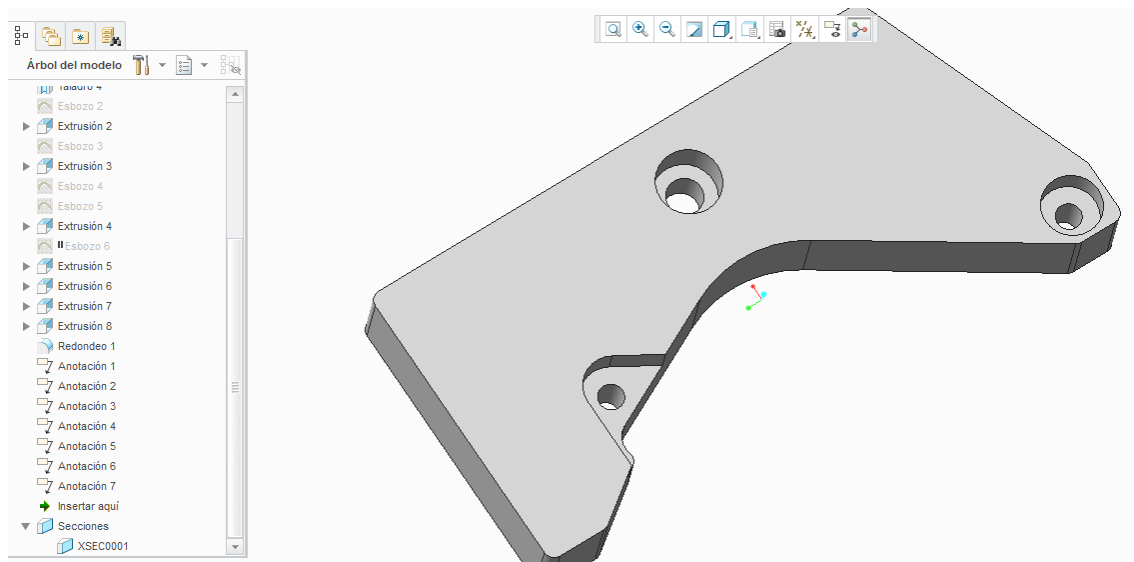 Árbol del modelo
Taladro 4
Esbozo 2
Extrusión 2
Esbozo 3
Extrusión 3
Esbozo 4
Esbozo 5
Extrusión 4
Esbozo 6
Extrusión 5
Extrusión 6
Extrusión 7
Extrusión 8
Redondeo 1
Anotación 1
Anotación 2
Anotación 3
Anotación 4
Anotación 5
Anotación 6
Anotación 7
Insertar aquí
Secciones
XSEC0001